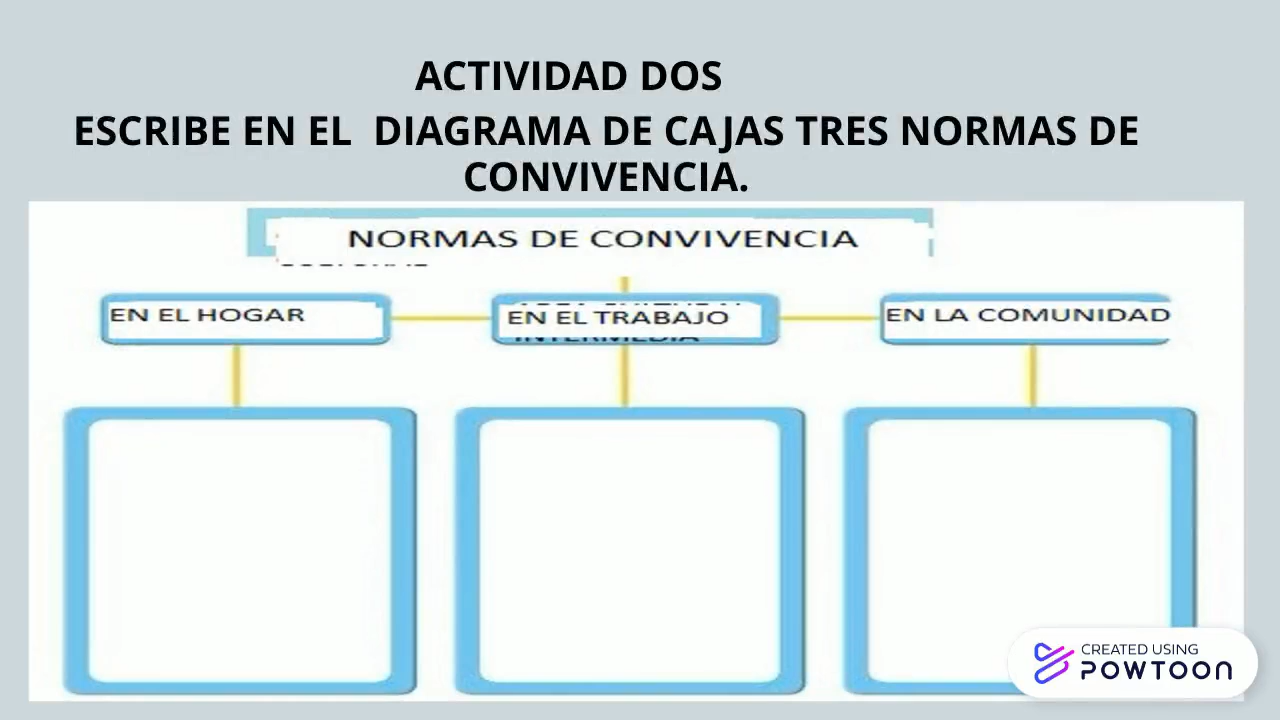 ACTIVIDAD DOS
ESCRIBE EN EL DIAGRAMA DE CAJAS TRES NORMAS DE
CONVIVENCIA.
NORMAS DE CONVIVENCIA
EN EL HOGAR
EN EL TRABAJO
EN LA COMUNIDAD
INTERMEDIA
CREATED USING
POWTOON